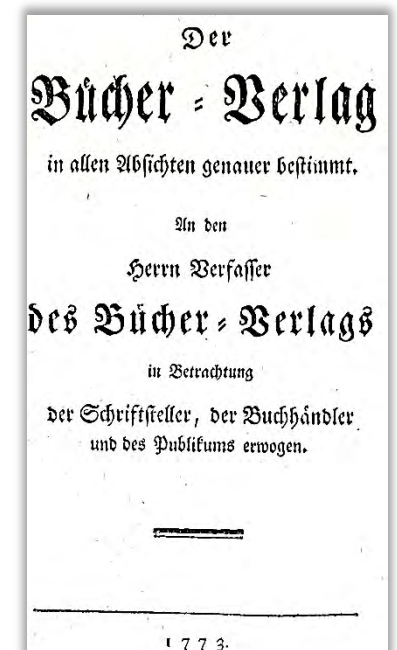 Der
Bücher - Verlag
in allen Absichten genauer bestimmt.
An den
Herrn Verfasser
des Bücher - Verlags
in Betrachtung
der Schriftsteller, der Buchhändler
und des Publikums erwogen.
1773.